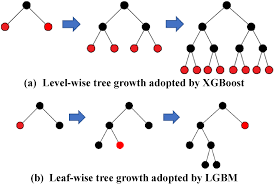 (a) Level-wise tree growth adopted by XGBoost
(b) Leaf-wise tree growth adopted by LGBM